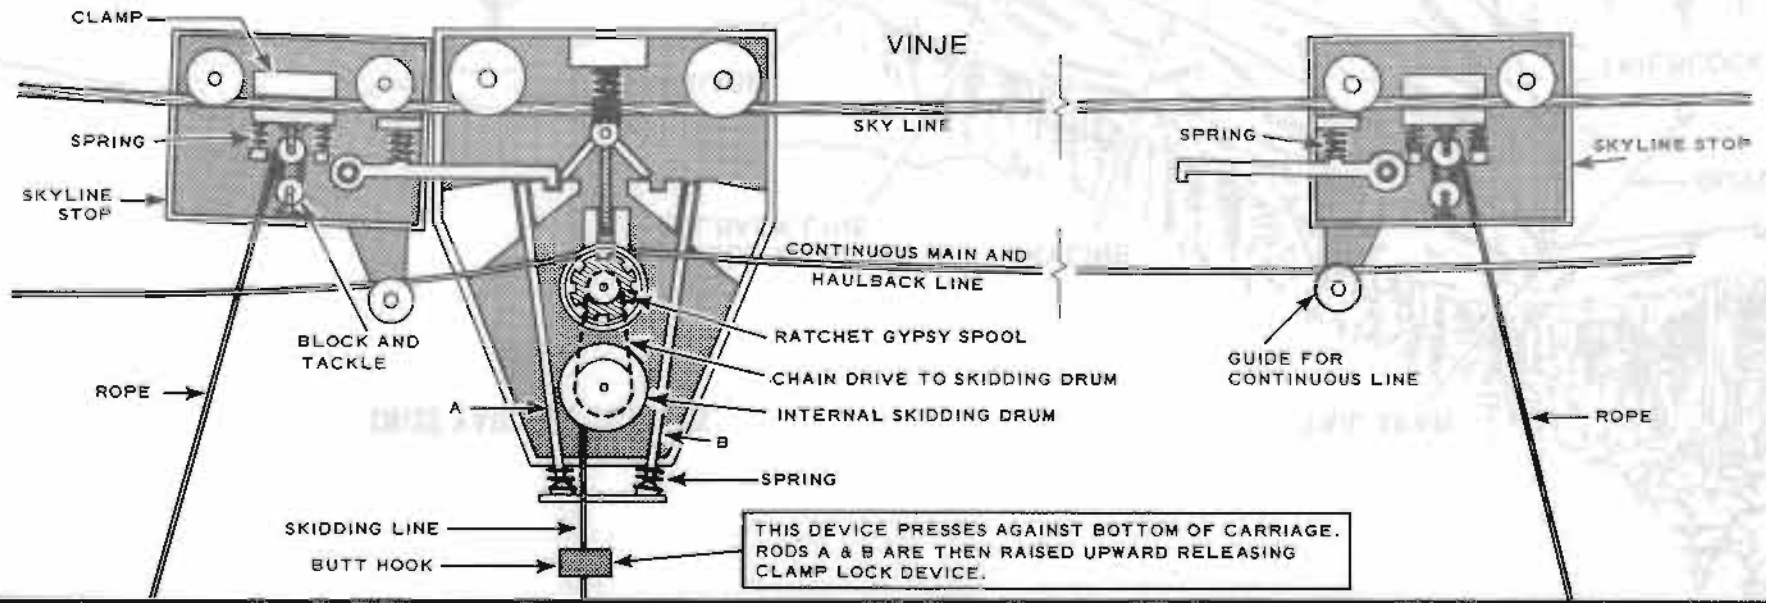 CLAMP
VINJE
SKY LINE
SPRING
SPRING
SKYLINE STOP
SKYLINE
STOP
CONTINUOUS MAIN AND
HAULBACK LINE
BLOCK AND
TACKLE
RATCHET GYPSY SPOOL
GUIDE FOR
CONTINUOUS LINE
CHAIN DRIVE TO SKIDDING DRUM
ROPE
A
INTERNAL SKIDDING DRUM
ROPE
B
SPRING
SKIDDING LINE
BUTT HOOK
THIS DEVICE PRESSES AGAINST BOTTOM OF CARRIAGE.
RODS A & B ARE THEN RAISED UPWARD RELEASING
CLAMP LOCK DEVICE.